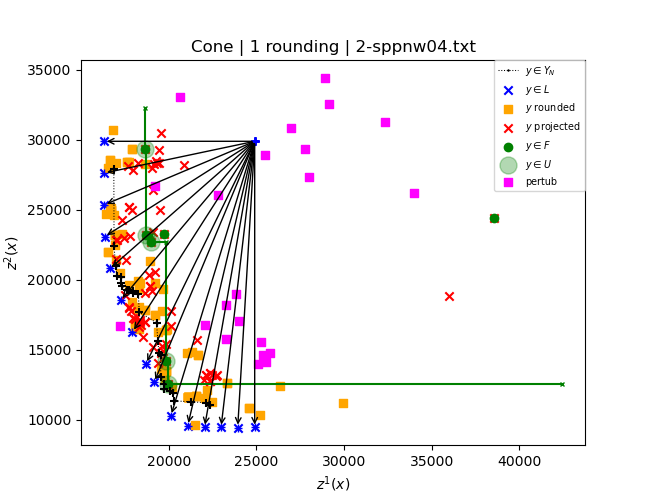 Cone | 1 rounding | 2-sppnw04.txt
35000
30000
25000
20000
15000
10000
z²(x)
20000 25000 30000 35000 40000
z¹(x)
y ∈ Y_N
y ∈ L
y rounded
y projected
y ∈ F
y ∈ U
pertub